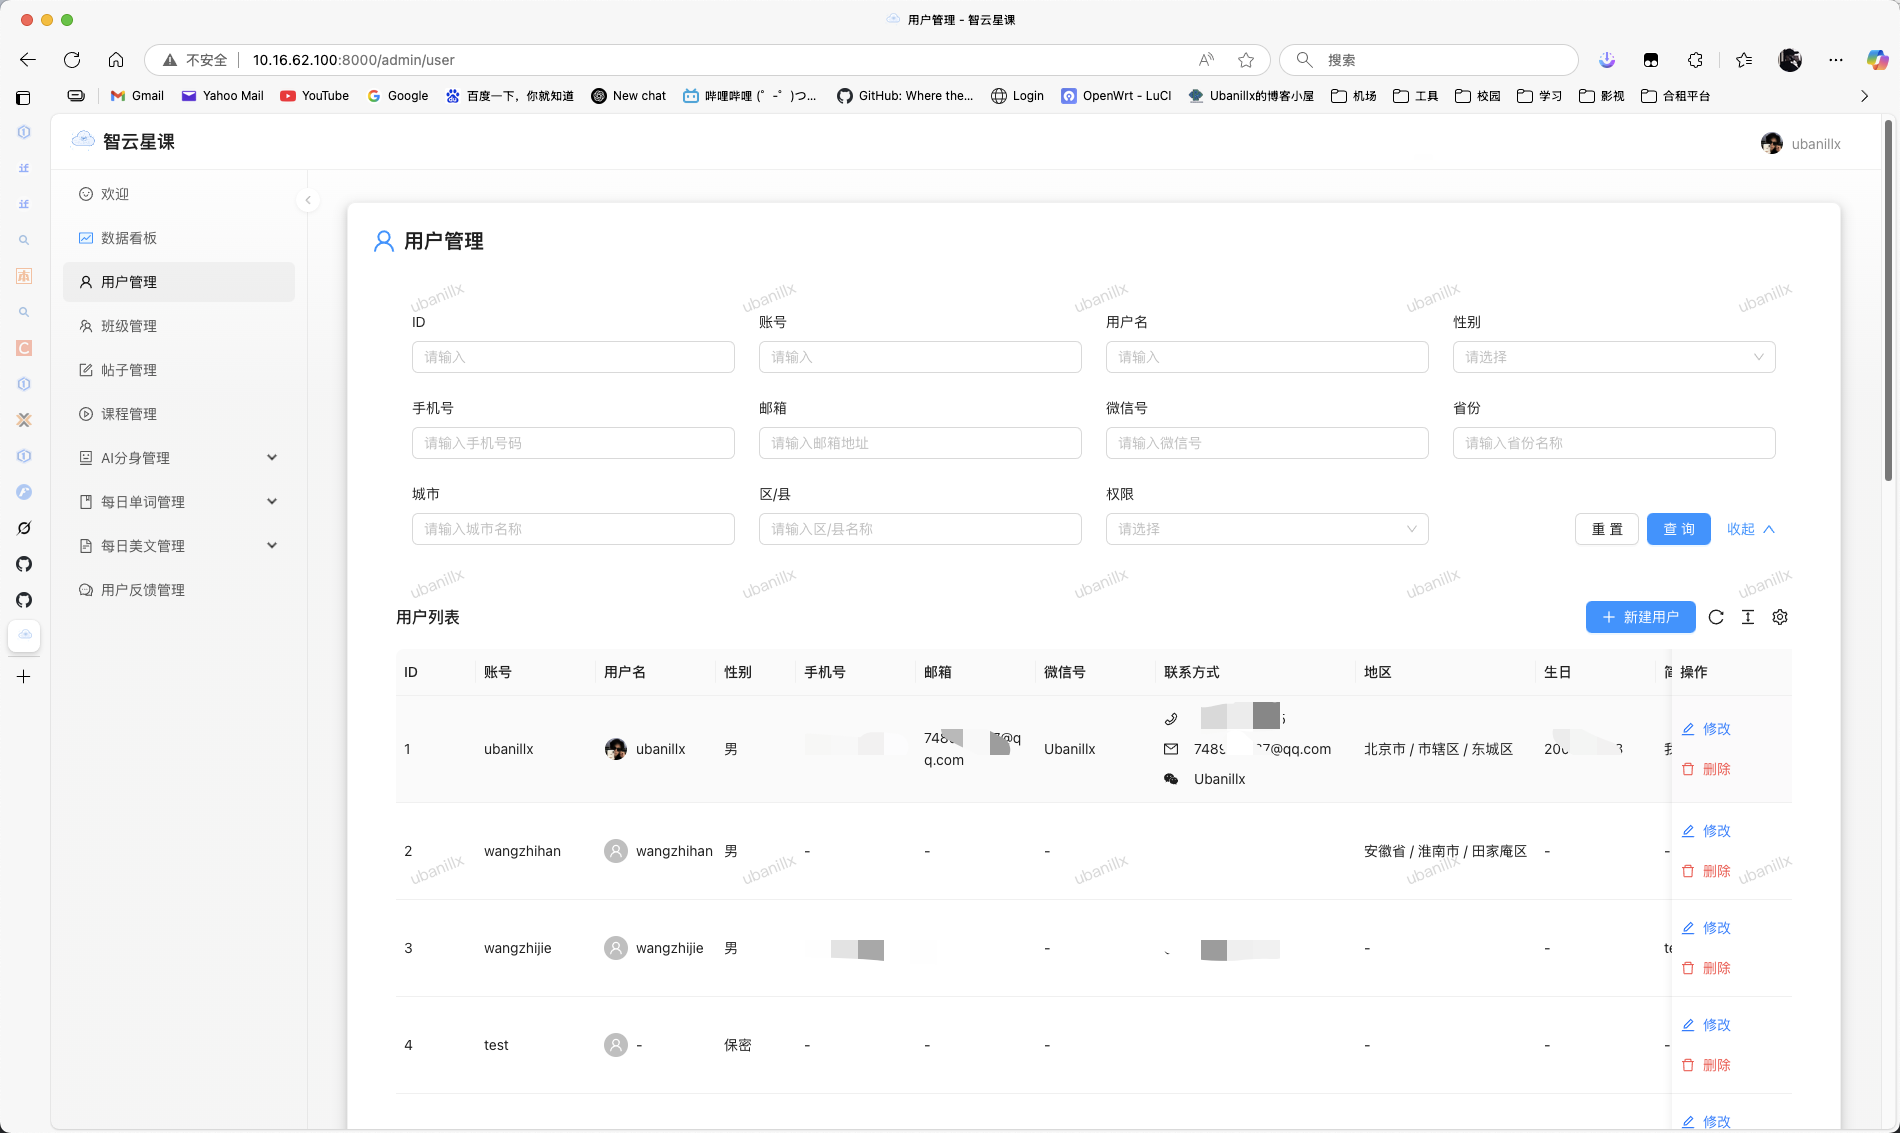 用户管理 - 智云星课
不安全 10.16.62.100:8000/admin/user 搜索
Gmail Yahoo Mail YouTube Google 百度一下，你就知道 New chat 哔哩哔哩 (゜-゜)つ... GitHub: Where the... Login OpenWrt - LuCI Ubanillx的博客小屋 机场 工具 校园 学习 影视 合租平台
智云星课
ubanillx
欢迎
数据看板
用户管理
班级管理
帖子管理
课程管理
AI分身管理
每日单词管理
每日美文管理
用户反馈管理
用户管理
ubanillx ubanillx ubanillx ubanillx ubanillx
ID 账号 用户名 性别
请输入 请输入 请输入 请选择
手机号 邮箱 微信号 省份
请输入手机号码 请输入邮箱地址 请输入微信号 请输入省份名称
城市 区/县 权限
请输入城市名称 请输入区/县名称 请选择 重 置 查 询 收起
ubanillx ubanillx ubanillx ubanillx ubanillx
用户列表 新建用户
ID 账号 用户名 性别 手机号 邮箱 微信号 联系方式 地区 生日 操作
1 ubanillx ubanillx 男 @q
q.com Ubanillx 7489 7@qq.com Ubanillx 北京市 / 市辖区 / 东城区 200 修改 删除
2 wangzhihan wangzhihan 男 - - - 安徽省 / 淮南市 / 田家庵区 - - 修改 删除
ubanillx ubanillx ubanillx ubanillx ubanillx
3 wangzhijie wangzhijie 男 - - - 修改 删除
4 test - 保密 - - - - - - 修改 删除
修改